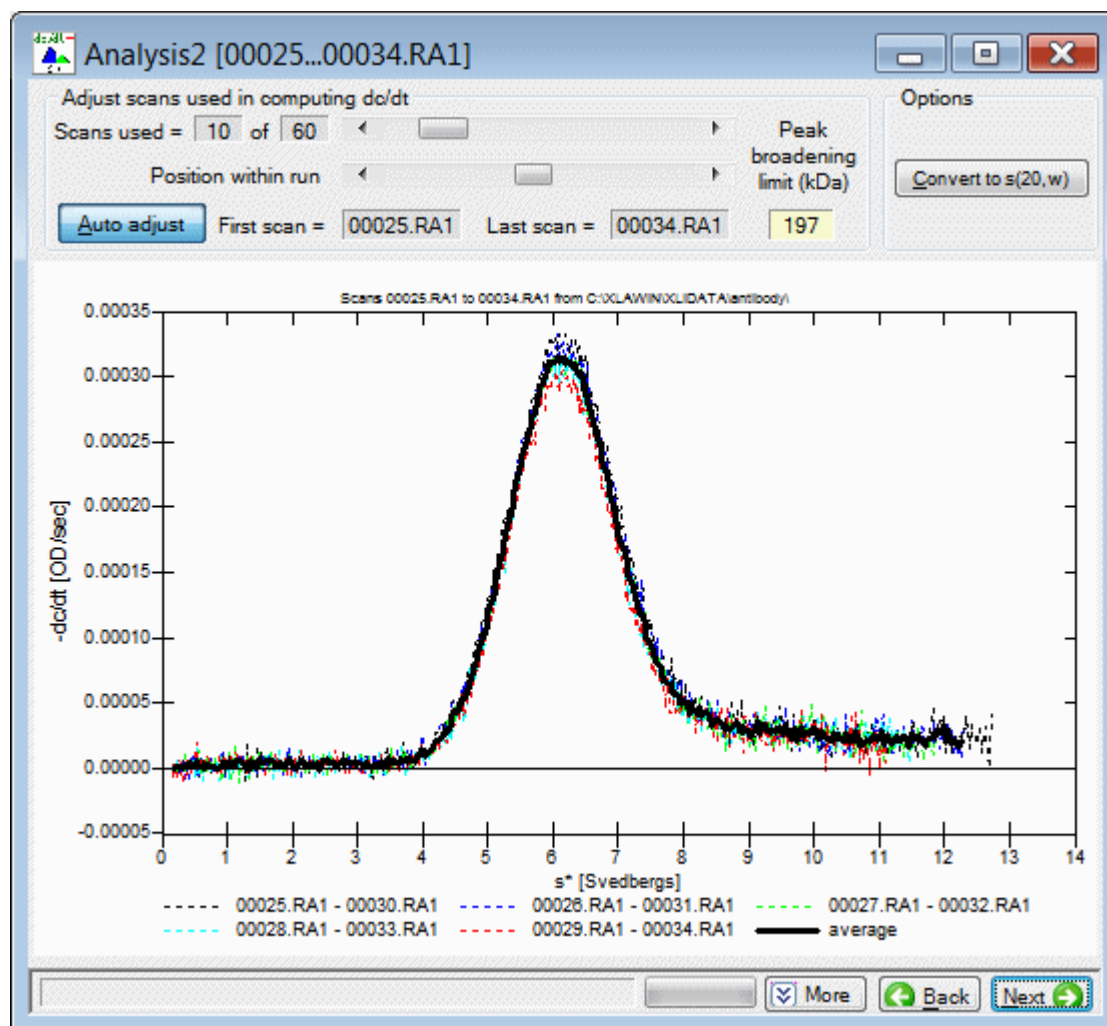 Analysis2 [00025...00034.RA1]
Adjust scans used in computing dc/dt
Options
Scans used = 10 of 60
Peak broadening limit (kDa)
Position within run
Convert to s(20,w)
Auto adjust First scan = 00025.RA1 Last scan = 00034.RA1 197
Scans 00025.RA1 to 00034.RA1 from C:\XLAWIN\XLIDATA\antibody\
0.00035
0.00030
0.00025
0.00020
0.00015
0.00010
0.00005
0.00000
-0.00005
-dc/dt [OD/sec]
0 1 2 3 4 5 6 7 8 9 10 11 12 13 14
s* [Svedbergs]
00025.RA1 - 00030.RA1 00026.RA1 - 00031.RA1 00027.RA1 - 00032.RA1
00028.RA1 - 00033.RA1 00029.RA1 - 00034.RA1 average
More Back Next